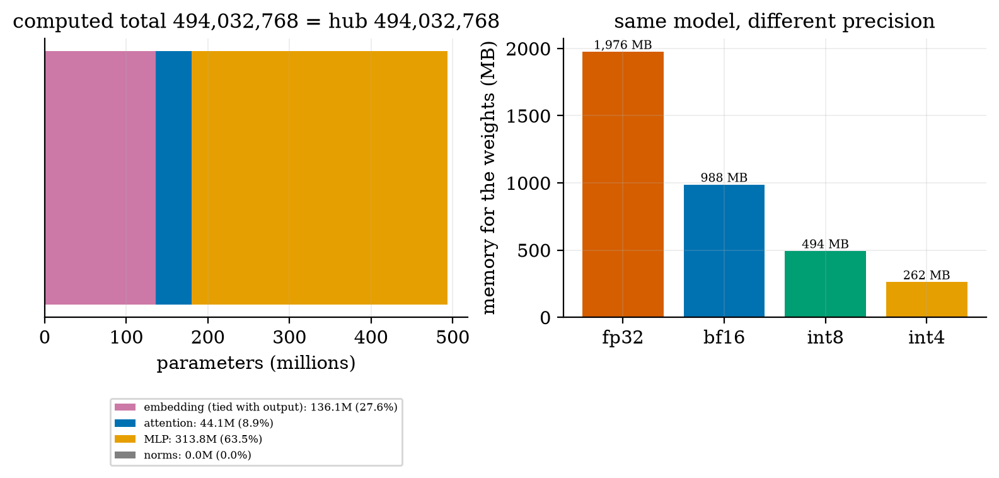 computed total 494,032,768 = hub 494,032,768
0
100
200
300
400
500
parameters (millions)
embedding (tied with output): 136.1M (27.6%)
attention: 44.1M (8.9%)
MLP: 313.8M (63.5%)
norms: 0.0M (0.0%)
same model, different precision
memory for the weights (MB)
2000
1500
1000
500
0
1,976 MB
988 MB
494 MB
262 MB
fp32
bf16
int8
int4